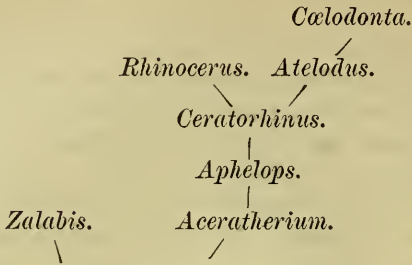 Cœlodonta.
Rhinocerus. Atelodus.
Ceratorhinus.
Aphelops.
Zalabis. Aceratherium.